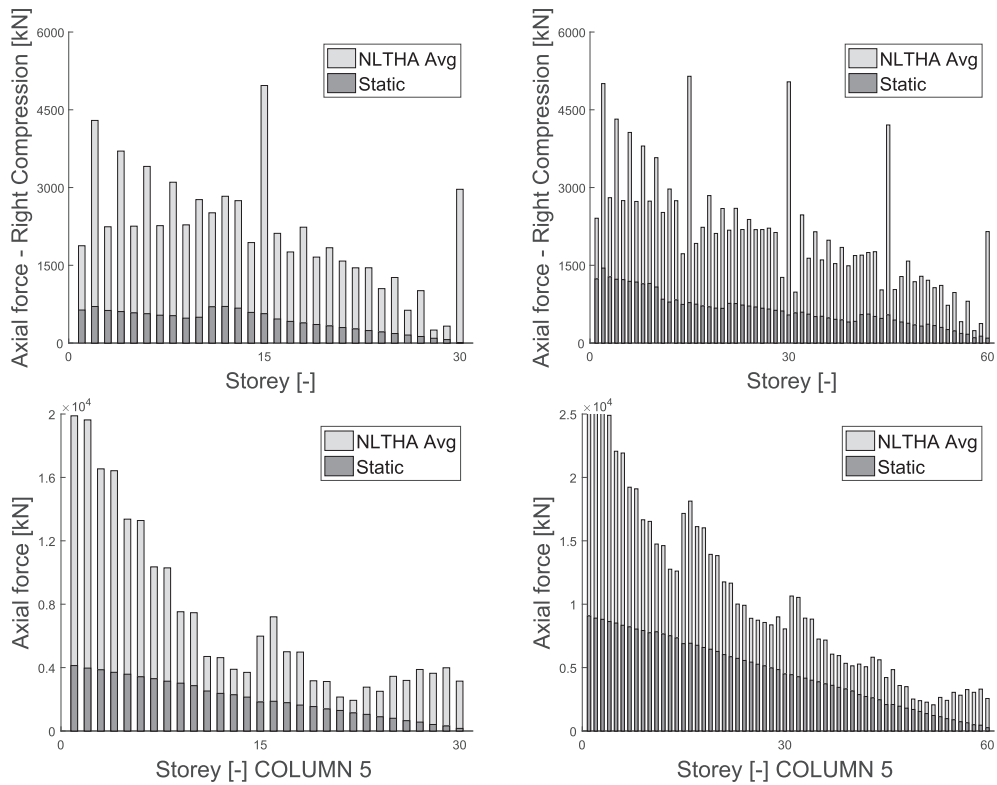 Axial force - Right Compression [kN]
6000
4500
3000
1500
0
NLTHA Avg
Static
0 15 30
Storey [-]
Axial force - Right Compression [kN]
6000
4500
3000
1500
0
NLTHA Avg
Static
0 30 60
Storey [-]
Axial force [kN]
× 10⁴
2
1.6
1.2
0.8
0.4
0
NLTHA Avg
Static
0 15 30
Storey [-] COLUMN 5
Axial force [kN]
× 10⁴
2.5
2
1.5
1
0.5
0
NLTHA Avg
Static
0 30 60
Storey [-] COLUMN 5